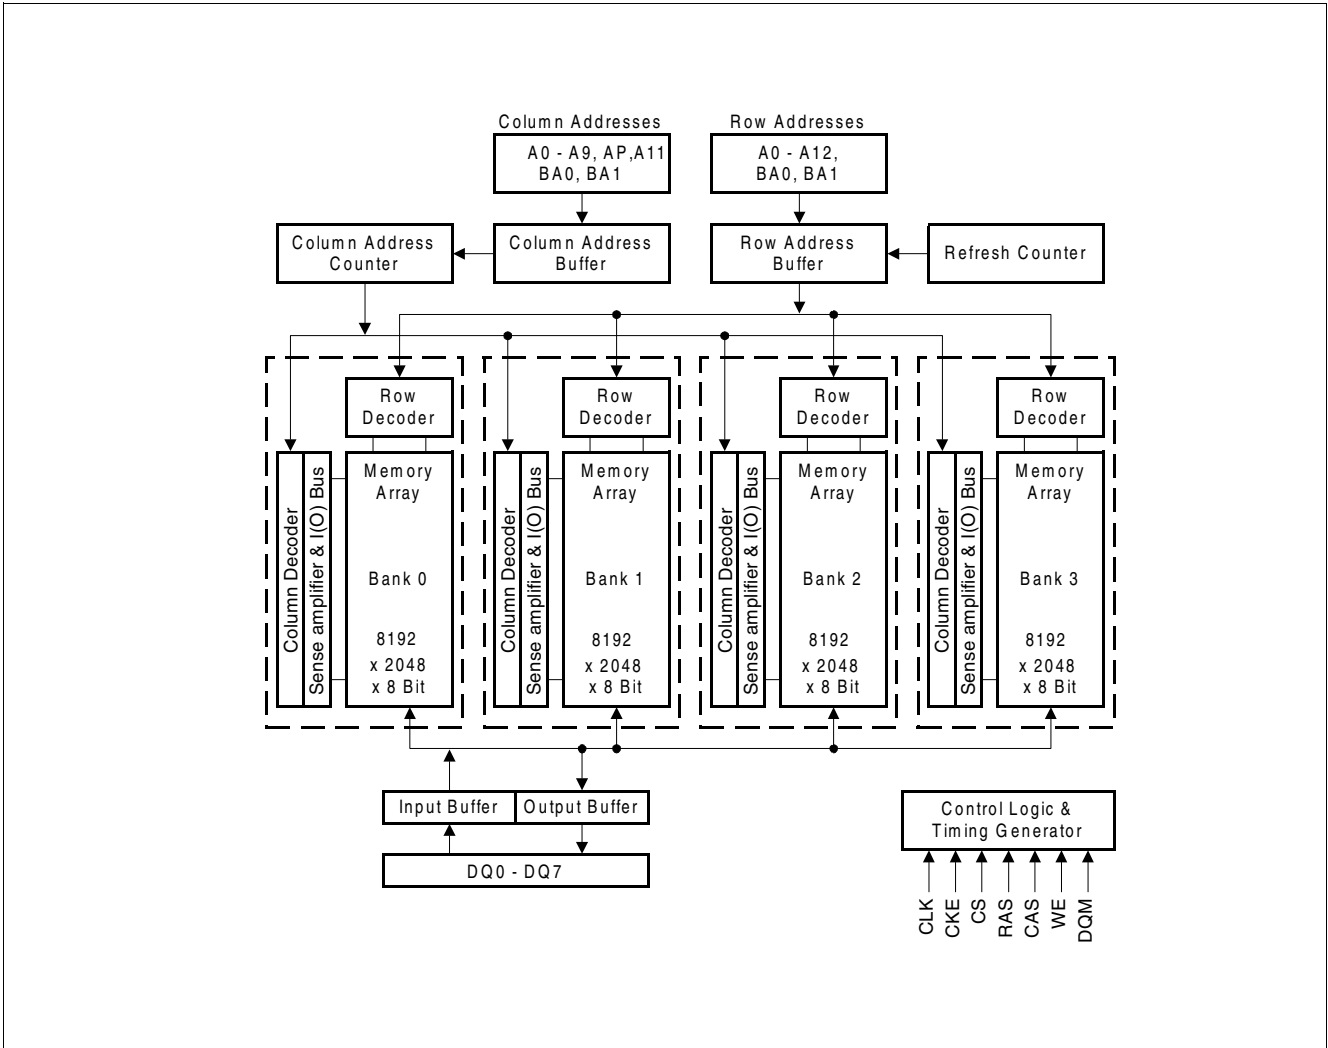 Column Addresses
Row Addresses
A0 - A9, AP,A11
BA0, BA1
A0 - A12,
BA0, BA1
Column Address
Counter
Column Address
Buffer
Row Address
Buffer
Refresh Counter
Row
Decoder
Row
Decoder
Row
Decoder
Row
Decoder
Column Decoder
Sense amplifier & I(O) Bus
Memory
Array
Bank 0
8192
x 2048
x 8 Bit
Column Decoder
Sense amplifier & I(O) Bus
Memory
Array
Bank 1
8192
x 2048
x 8 Bit
Column Decoder
Sense amplifier & I(O) Bus
Memory
Array
Bank 2
8192
x 2048
x 8 Bit
Column Decoder
Sense amplifier & I(O) Bus
Memory
Array
Bank 3
8192
x 2048
x 8 Bit
Input Buffer
Output Buffer
DQ0 - DQ7
Control Logic &
Timing Generator
CLK
CKE
CS
RAS
CAS
WE
DQM